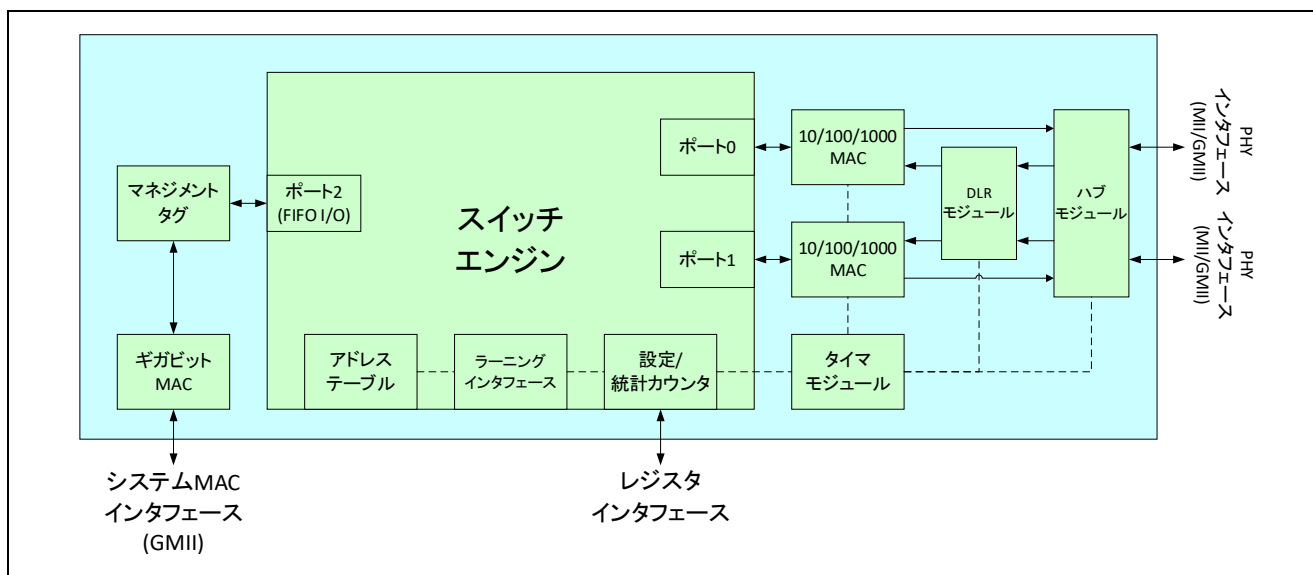 スイッチ
エンジン
マネジメント
タグ
ポート2
(FIFO I/O)
ポート0
ポート1
10/100/1000
MAC
10/100/1000
MAC
DLR
モジュール
ハブ
モジュール
PHY
インタフェース
(MII/GMII)
PHY
インタフェース
(MII/GMII)
ギガビット
MAC
アドレス
テーブル
ラーニング
インタフェース
設定/
統計カウンタ
タイマ
モジュール
システムMAC
インタフェース
(GMII)
レジスタ
インタフェース